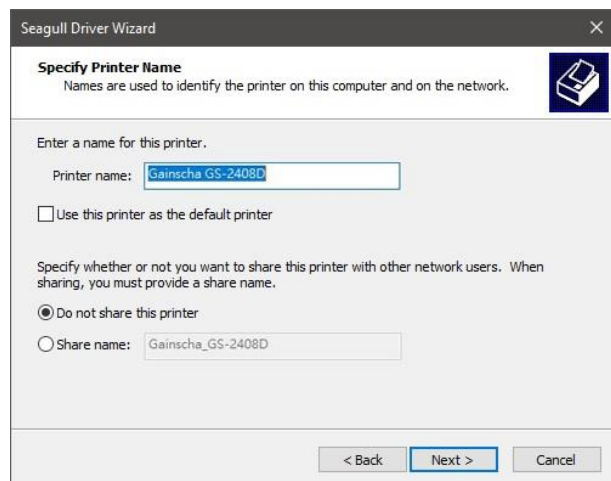 Seagull Driver Wizard
Specify Printer Name
Names are used to identify the printer on this computer and on the network.
Enter a name for this printer.
Printer name: Gainscha GS-2408D
Use this printer as the default printer
Specify whether or not you want to share this printer with other network users. When
sharing, you must provide a share name.
Do not share this printer
Share name: Gainscha_GS-2408D
< Back Next > Cancel